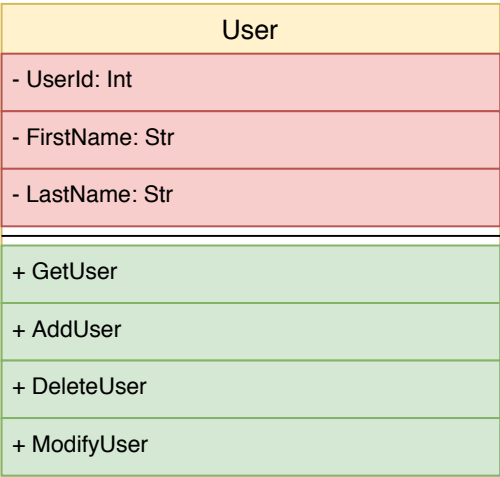 User
- UserId: Int
- FirstName: Str
- LastName: Str
+ GetUser
+ AddUser
+ DeleteUser
+ ModifyUser